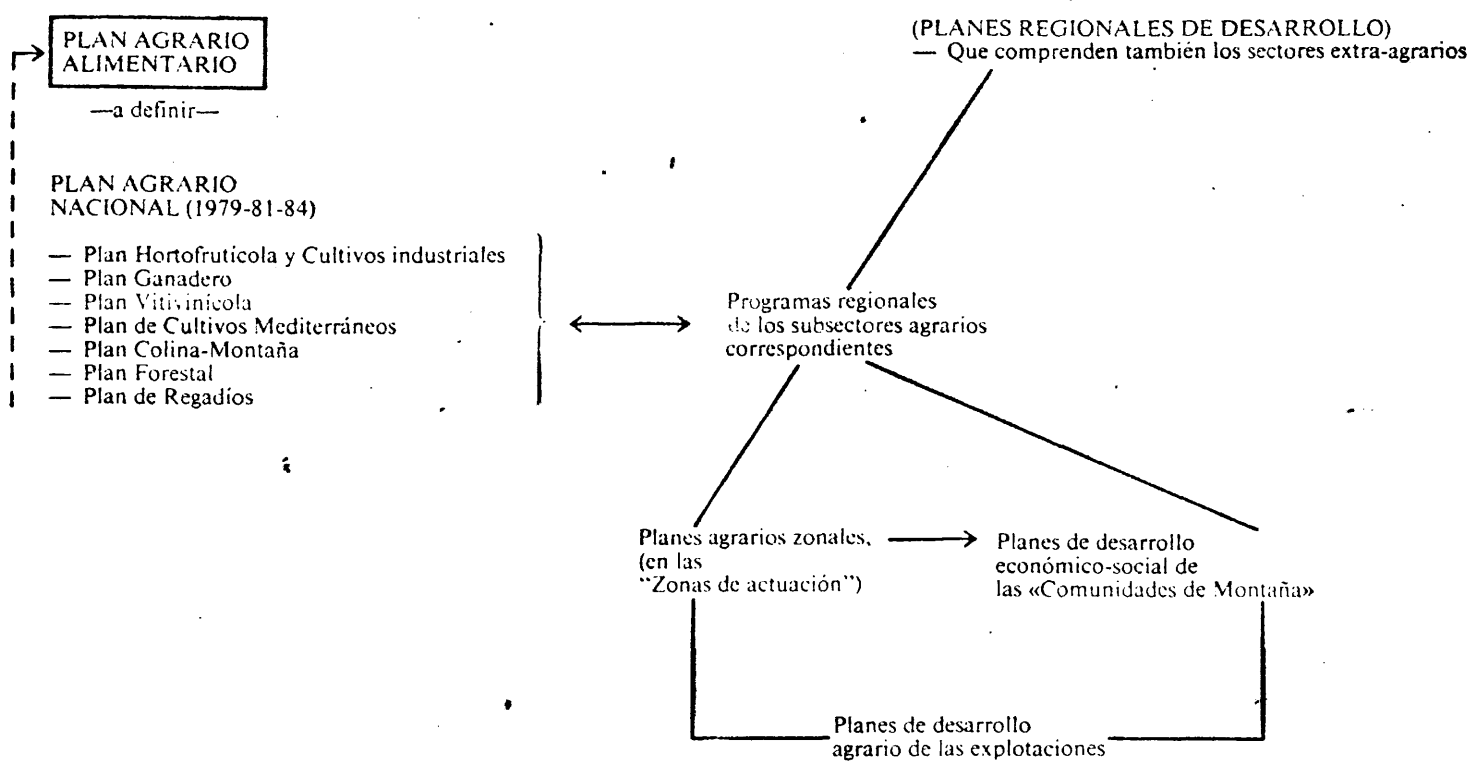 PLAN AGRARIO
ALIMENTARIO
—a definir—
PLAN AGRARIO
NACIONAL (1979-81-84)
— Plan Hortofrutícola y Cultivos industriales
— Plan Ganadero
— Plan Vitivinícola
— Plan de Cultivos Mediterráneos
— Plan Colina-Montaña
— Plan Forestal
— Plan de Regadíos
(PLANES REGIONALES DE DESARROLLO)
— Que comprenden también los sectores extra-agrarios
Programas regionales
de los subsectores agrarios
correspondientes
Planes agrarios zonales,
(en las
“Zonas de actuación”)
Planes de desarrollo
económico-social de
las «Comunidades de Montaña»
Planes de desarrollo
agrario de las explotaciones